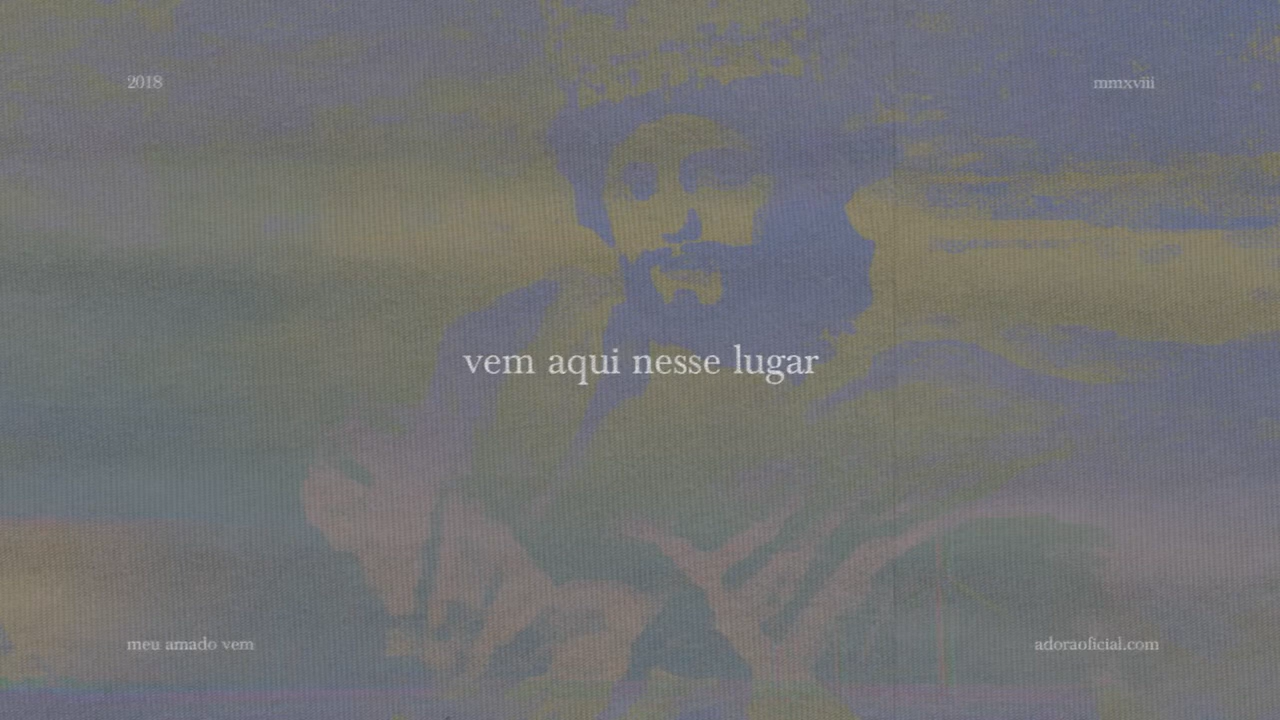 2018
mmxviii
vem aqui nesse lugar
meu amado vem
adoraoficial.com